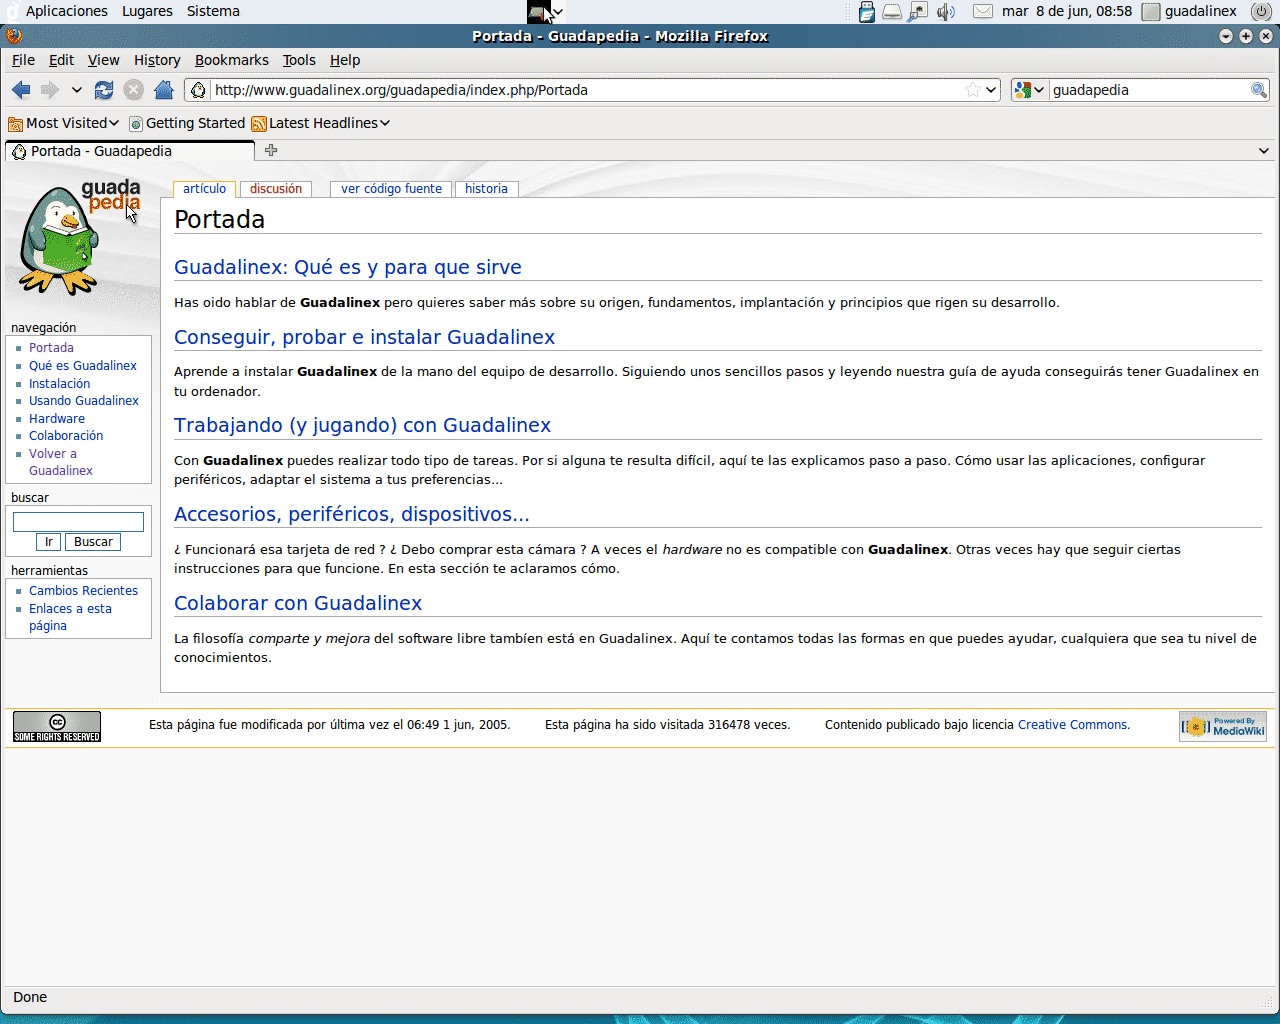 Aplicaciones Lugares Sistema mar 8 de jun, 08:58 guadalinex
Portada - Guadapedia - Mozilla Firefox
File Edit View History Bookmarks Tools Help
http://www.guadalinex.org/guadapedia/index.php/Portada guadapedia
Most Visited Getting Started Latest Headlines
Portada - Guadapedia
guada
pedia
artículo discusión ver código fuente historia
Portada
Guadalinex: Qué es y para que sirve
Has oido hablar de Guadalinex pero quieres saber más sobre su origen, fundamentos, implantación y principios que rigen su desarrollo.
Conseguir, probar e instalar Guadalinex
Aprende a instalar Guadalinex de la mano del equipo de desarrollo. Siguiendo unos sencillos pasos y leyendo nuestra guía de ayuda conseguirás tener Guadalinex en
tu ordenador.
Trabajando (y jugando) con Guadalinex
Con Guadalinex puedes realizar todo tipo de tareas. Por si alguna te resulta difícil, aquí te las explicamos paso a paso. Cómo usar las aplicaciones, configurar
periféricos, adaptar el sistema a tus preferencias...
Accesorios, periféricos, dispositivos...
¿ Funcionará esa tarjeta de red ? ¿ Debo comprar esta cámara ? A veces el hardware no es compatible con Guadalinex. Otras veces hay que seguir ciertas
instrucciones para que funcione. En esta sección te aclaramos cómo.
Colaborar con Guadalinex
La filosofía comparte y mejora del software libre tambíen está en Guadalinex. Aquí te contamos todas las formas en que puedes ayudar, cualquiera que sea tu nivel de
conocimientos.
navegación
Portada
Qué es Guadalinex
Instalación
Usando Guadalinex
Hardware
Colaboración
Volver a
Guadalinex
buscar
Ir Buscar
herramientas
Cambios Recientes
Enlaces a esta
página
cc
SOME RIGHTS RESERVED
Esta página fue modificada por última vez el 06:49 1 jun, 2005. Esta página ha sido visitada 316478 veces. Contenido publicado bajo licencia Creative Commons.
Powered By
MediaWiki
Done